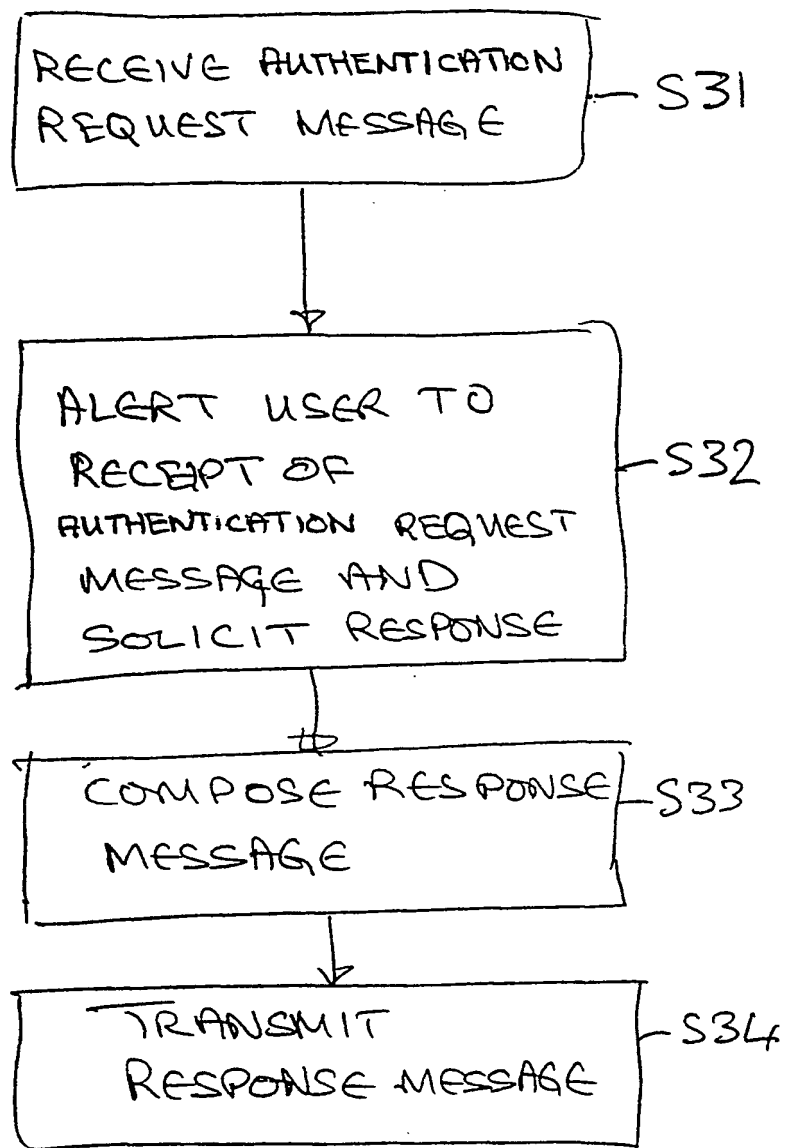 RECEIVE AUTHENTICATION
REQUEST MESSAGE
S31
ALERT USER TO
RECEIPT OF
AUTHENTICATION REQUEST
MESSAGE AND
SOLICIT RESPONSE
S32
COMPOSE RESPONSE
MESSAGE
S33
TRANSMIT
RESPONSE MESSAGE
S34